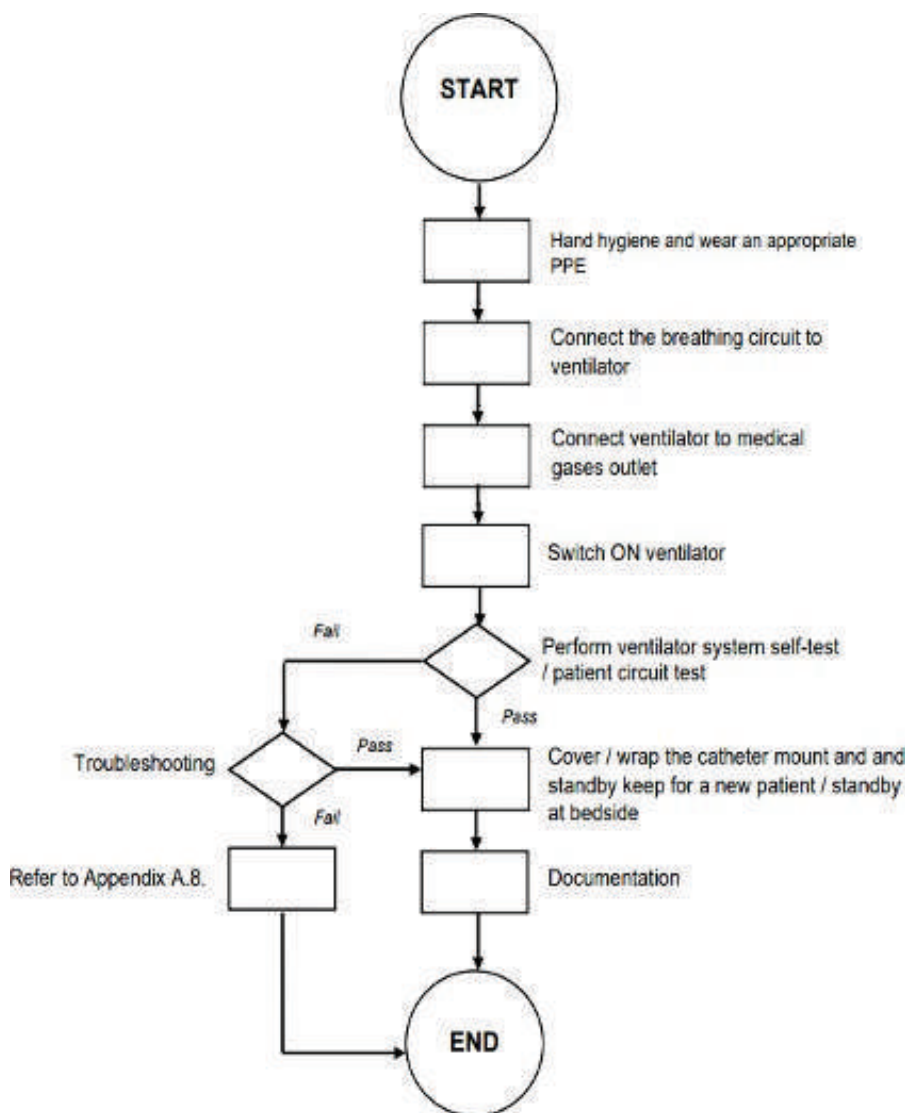 START
Hand hygiene and wear an appropriate
PPE
Connect the breathing circuit to
ventilator
Connect ventilator to medical
gases outlet
Switch ON ventilator
Fail
Perform ventilator system self-test
/ patient circuit test
Pass
Troubleshooting
Pass
Cover / wrap the catheter mount and and
standby keep for a new patient / standby
at bedside
Fail
Refer to Appendix A.8.
Documentation
END